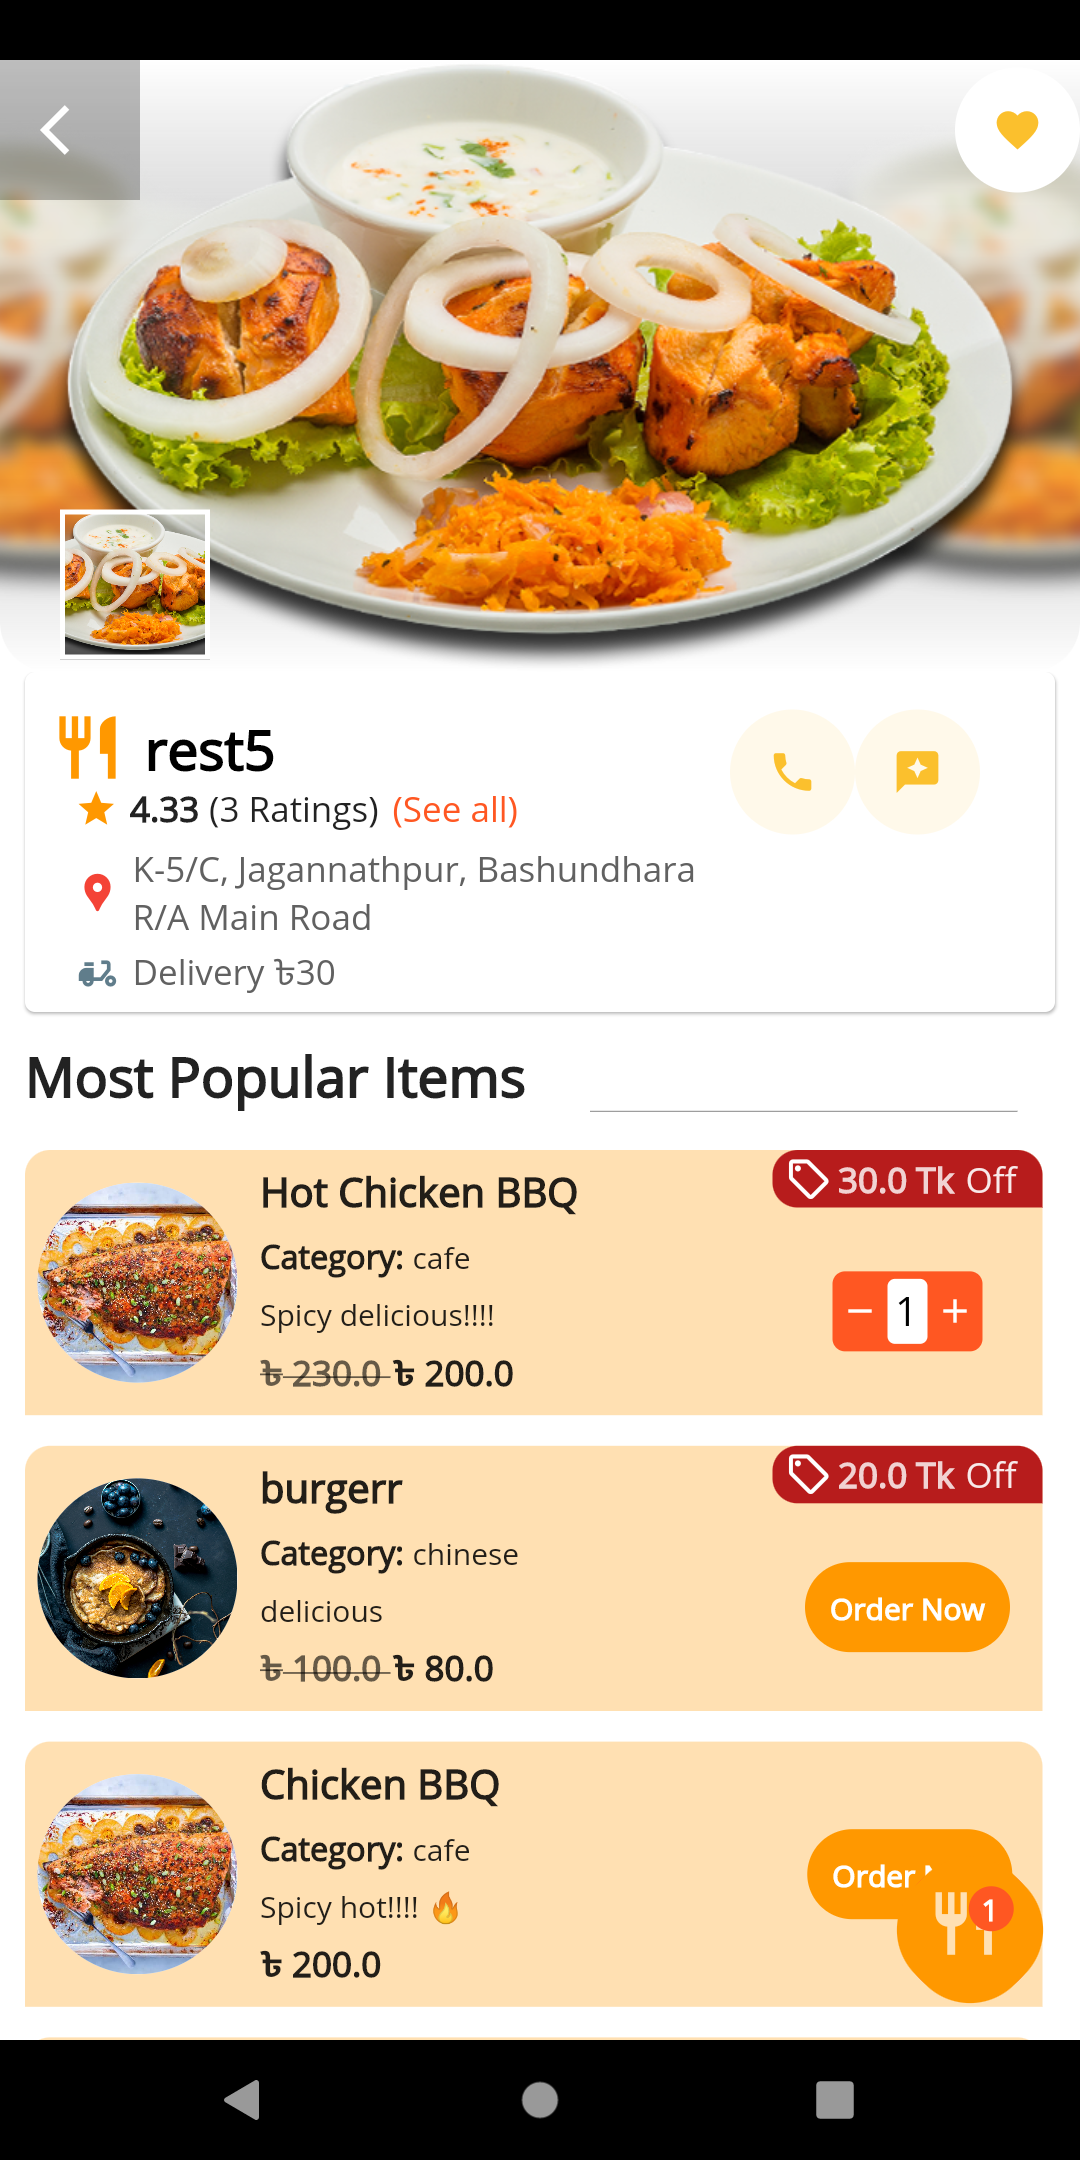 rest5
4.33 (3 Ratings) (See all)
K-5/C, Jagannathpur, Bashundhara
R/A Main Road
Delivery ৳30
Most Popular Items
Hot Chicken BBQ
30.0 Tk Off
Category: cafe
Spicy delicious!!!!
৳ 230.0 ৳ 200.0
1
burgerr
20.0 Tk Off
Category: chinese
delicious
৳ 100.0 ৳ 80.0
Order Now
Chicken BBQ
Category: cafe
Spicy hot!!!! 🔥
৳ 200.0
Order
1